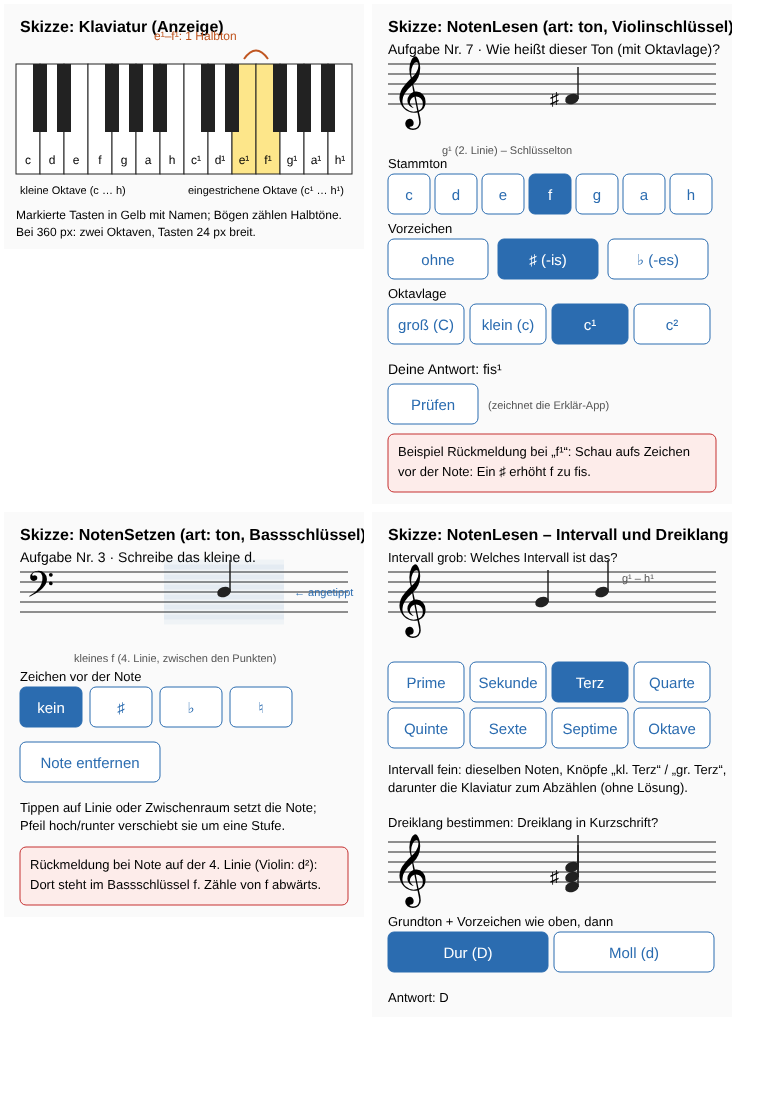 Skizze: Klaviatur (Anzeige)
e¹–f¹: 1 Halbton
c d e f g a h c¹ d¹ e¹ f¹ g¹ a¹ h¹
kleine Oktave (c … h) eingestrichene Oktave (c¹ … h¹)
Markierte Tasten in Gelb mit Namen; Bögen zählen Halbtöne.
Bei 360 px: zwei Oktaven, Tasten 24 px breit.
Skizze: NotenLesen (art: ton, Violinschlüssel)
Aufgabe Nr. 7 · Wie heißt dieser Ton (mit Oktavlage)?
g¹ (2. Linie) – Schlüsselton
Stammton
c d e f g a h
Vorzeichen
ohne ♯ (-is) ♭ (-es)
Oktavlage
groß (C) klein (c) c¹ c²
Deine Antwort: fis¹
Prüfen (zeichnet die Erklär-App)
Beispiel Rückmeldung bei „f¹“: Schau aufs Zeichen
vor der Note: Ein ♯ erhöht f zu fis.
Skizze: NotenSetzen (art: ton, Bassschlüssel)
Aufgabe Nr. 3 · Schreibe das kleine d.
← angetippt
kleines f (4. Linie, zwischen den Punkten)
Zeichen vor der Note
kein ♯ ♭ ♮
Note entfernen
Tippen auf Linie oder Zwischenraum setzt die Note;
Pfeil hoch/runter verschiebt sie um eine Stufe.
Rückmeldung bei Note auf der 4. Linie (Violin: d²):
Dort steht im Bassschlüssel f. Zähle von f abwärts.
Skizze: NotenLesen – Intervall und Dreiklang
Intervall grob: Welches Intervall ist das?
g¹ – h¹
Prime Sekunde Terz Quarte
Quinte Sexte Septime Oktave
Intervall fein: dieselben Noten, Knöpfe „kl. Terz“ / „gr. Terz“,
darunter die Klaviatur zum Abzählen (ohne Lösung).
Dreiklang bestimmen: Dreiklang in Kurzschrift?
Grundton + Vorzeichen wie oben, dann
Dur (D) Moll (d)
Antwort: D